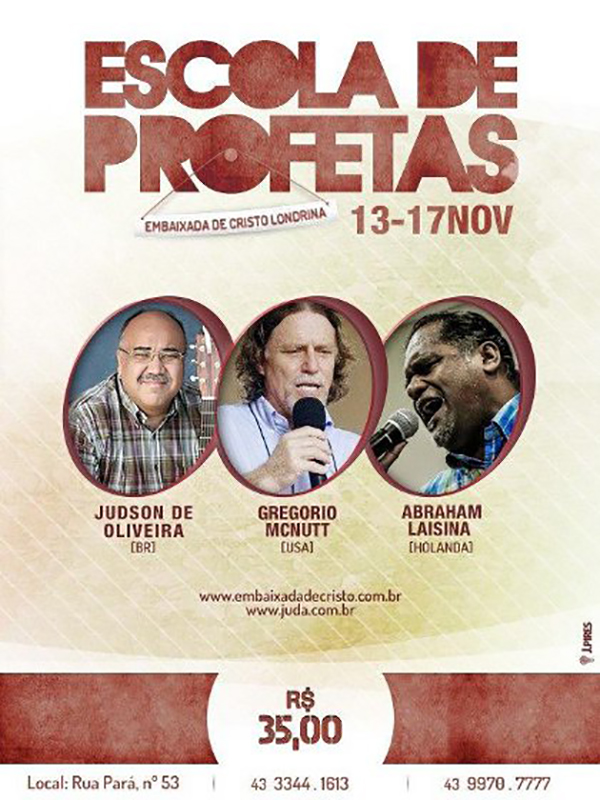 ESCOLA DE
PROFETAS
EMBAIXADA DE CRISTO LONDRINA
13-17NOV
JUDSON DE
OLIVEIRA
[BR]
GREGORIO
MCNUTT
[USA]
ABRAHAM
LAISINA
[HOLANDA]
www.embaixadadecristo.com.br
www.juda.com.br
J.PIRES
R$
35,00
Local: Rua Pará, nº 53 | 43 3344.1613 | 43 9970.7777